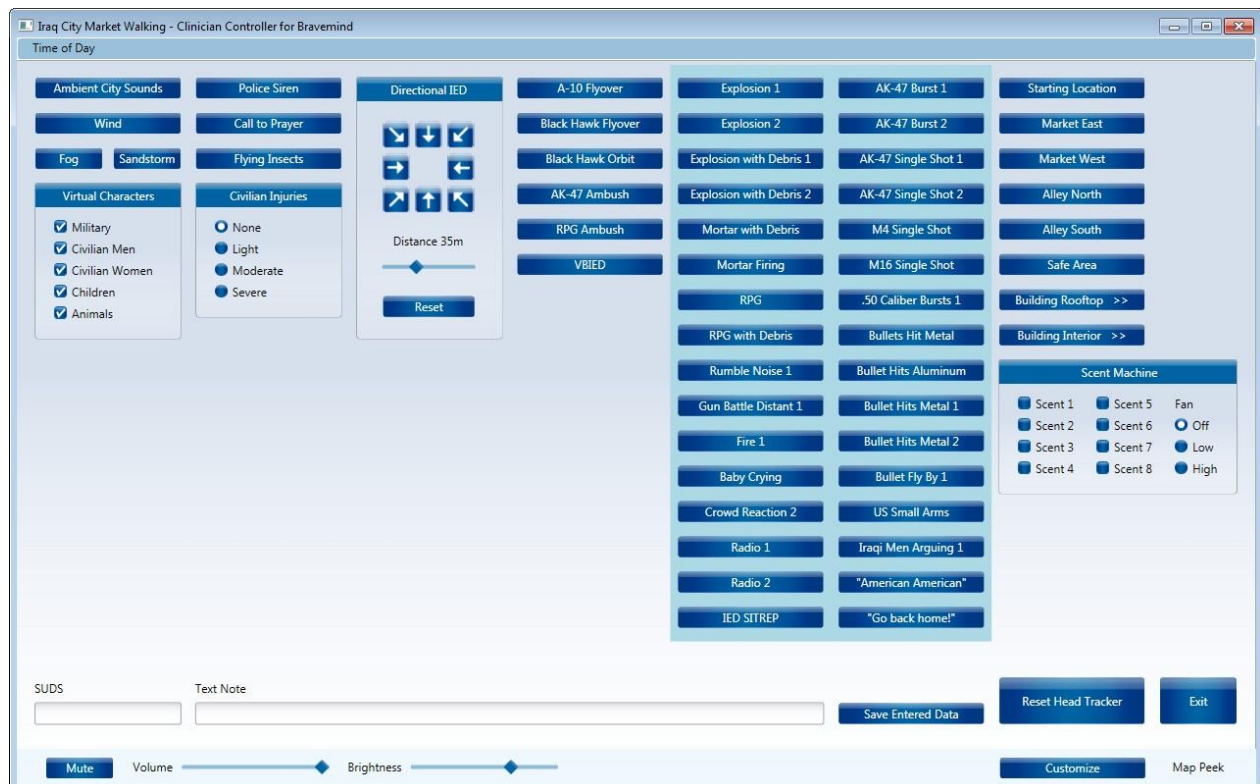 Iraq City Market Walking - Clinician Controller for Bravemind
Time of Day
Ambient City Sounds
Wind
Fog
Sandstorm
Virtual Characters
Military
Civilian Men
Civilian Women
Children
Animals
Police Siren
Call to Prayer
Flying Insects
Civilian Injuries
None
Light
Moderate
Severe
Directional IED
Distance 35m
Reset
A-10 Flyover
Black Hawk Flyover
Black Hawk Orbit
AK-47 Ambush
RPG Ambush
VBIED
Explosion 1
Explosion 2
Explosion with Debris 1
Explosion with Debris 2
Mortar with Debris
Mortar Firing
RPG
RPG with Debris
Rumble Noise 1
Gun Battle Distant 1
Fire 1
Baby Crying
Crowd Reaction 2
Radio 1
Radio 2
IED SITREP
AK-47 Burst 1
AK-47 Burst 2
AK-47 Single Shot 1
AK-47 Single Shot 2
M4 Single Shot
M16 Single Shot
.50 Caliber Bursts 1
Bullets Hit Metal
Bullet Hits Aluminum
Bullet Hits Metal 1
Bullet Hits Metal 2
Bullet Fly By 1
US Small Arms
Iraqi Men Arguing 1
"American American"
"Go back home!"
Starting Location
Market East
Market West
Alley North
Alley South
Safe Area
Building Rooftop >>
Building Interior >>
Scent Machine
Scent 1 Scent 5 Fan
Scent 2 Scent 6 Off
Scent 3 Scent 7 Low
Scent 4 Scent 8 High
SUDS
Text Note
Save Entered Data
Reset Head Tracker
Exit
Mute
Volume
Brightness
Customize
Map Peek